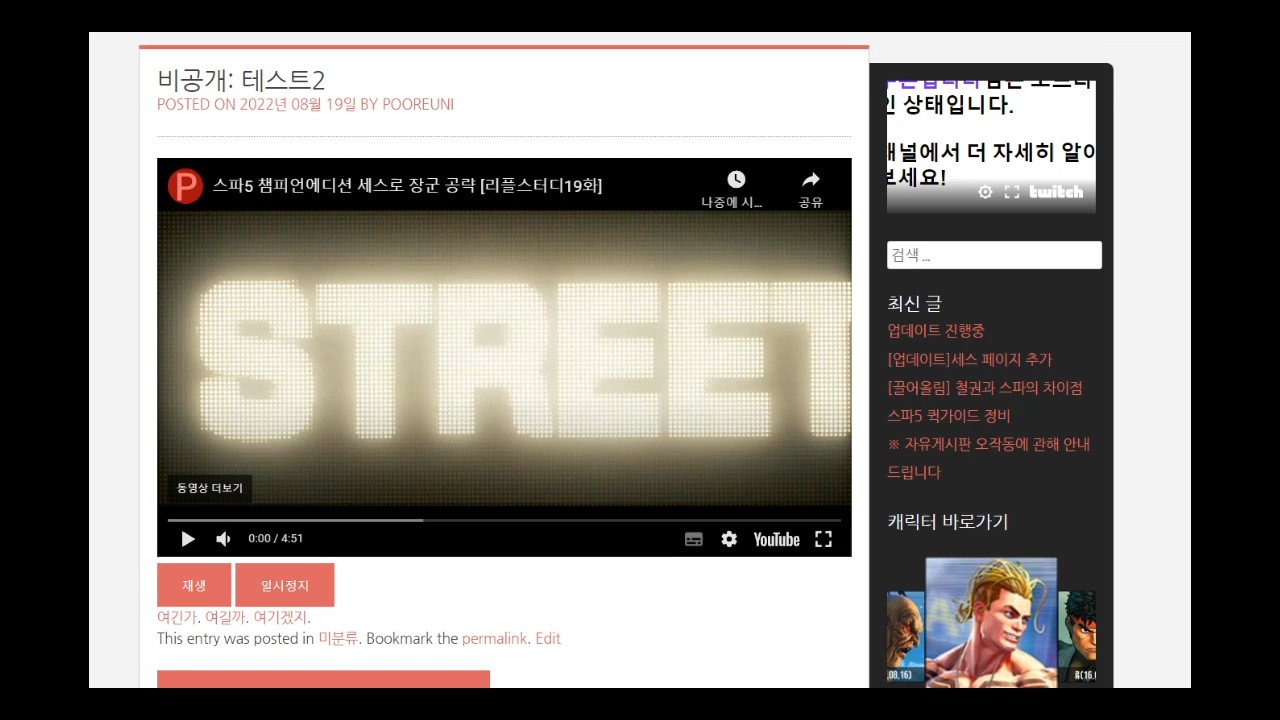 비공개: 테스트2
POSTED ON 2022년 08월 19일 BY POOREUNI
P 스파5 챔피언에디션 세스로 장군 공략 [리플스터디19화]
나중에 시...
공유
STREET
동영상 더보기
0:00 / 4:51
YouTube
재생
일시정지
여긴가. 여길까. 여기겠지.
This entry was posted in 미분류. Bookmark the permalink. Edit
인 상태입니다.
채널에서 더 자세히 알아
보세요!
twitch
검색 ...
최신 글
업데이트 진행중
[업데이트]세스 페이지 추가
[끌어올림] 철권과 스파의 차이점
스파5 퀵가이드 정비
※ 자유게시판 오작동에 관해 안내
드립니다
캐릭터 바로가기
.08,16)